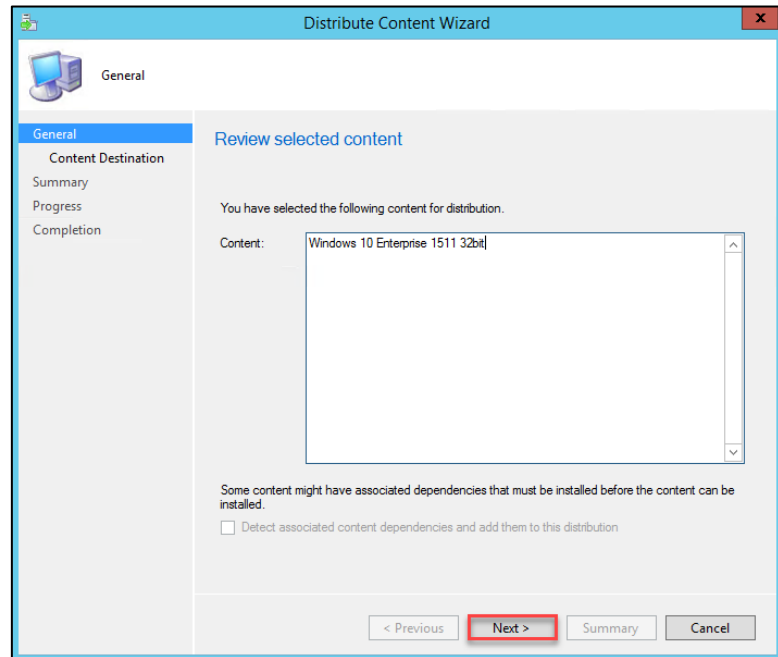 Distribute Content Wizard
x
General
General
Content Destination
Summary
Progress
Completion
Review selected content
You have selected the following content for distribution.
Content:
Windows 10 Enterprise 1511 32bit
Some content might have associated dependencies that must be installed before the content can be
installed.
Detect associated content dependencies and add them to this distribution
< Previous
Next >
Summary
Cancel